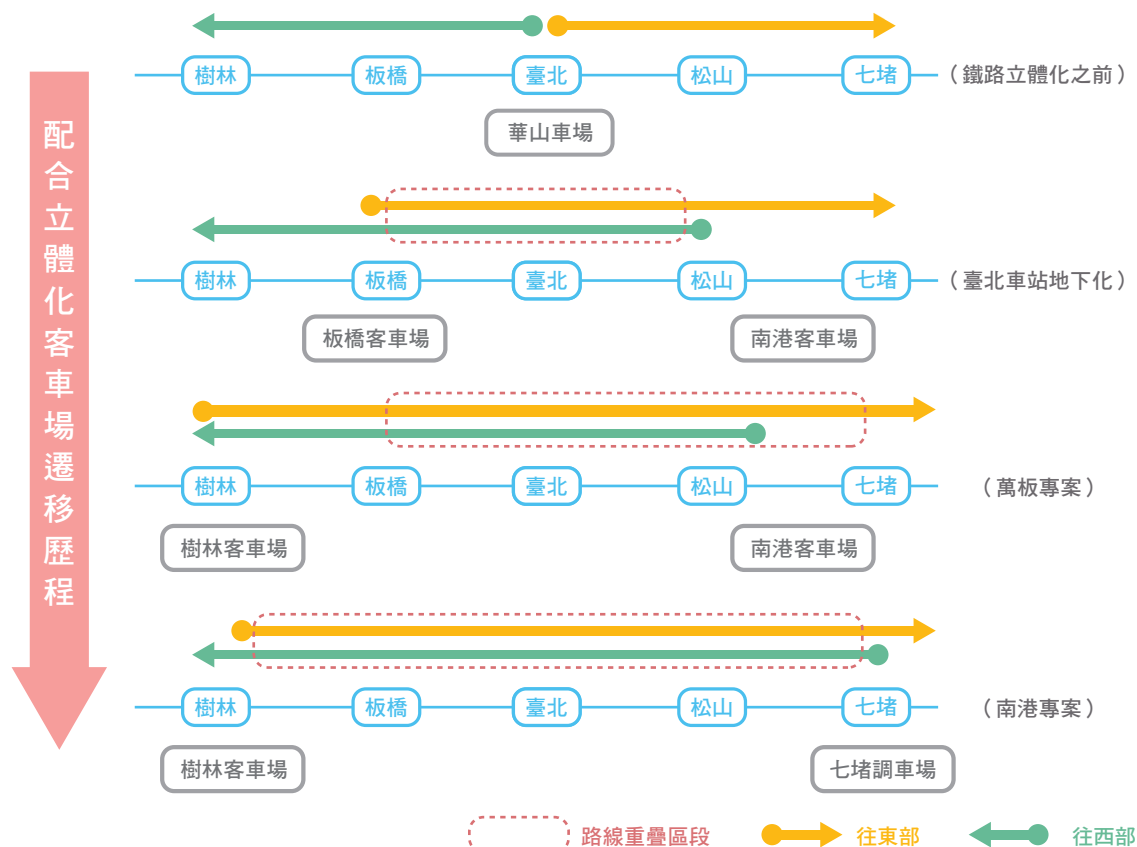 配合立體化客車場遷移歷程
樹林 板橋 臺北 松山 七堵 (鐵路立體化之前)
華山車場
樹林 板橋 臺北 松山 七堵 (臺北車站地下化)
板橋客車場 南港客車場
樹林 板橋 臺北 松山 七堵 (萬板專案)
樹林客車場 南港客車場
樹林 板橋 臺北 松山 七堵 (南港專案)
樹林客車場 七堵調車場
路線重疊區段 往東部 往西部